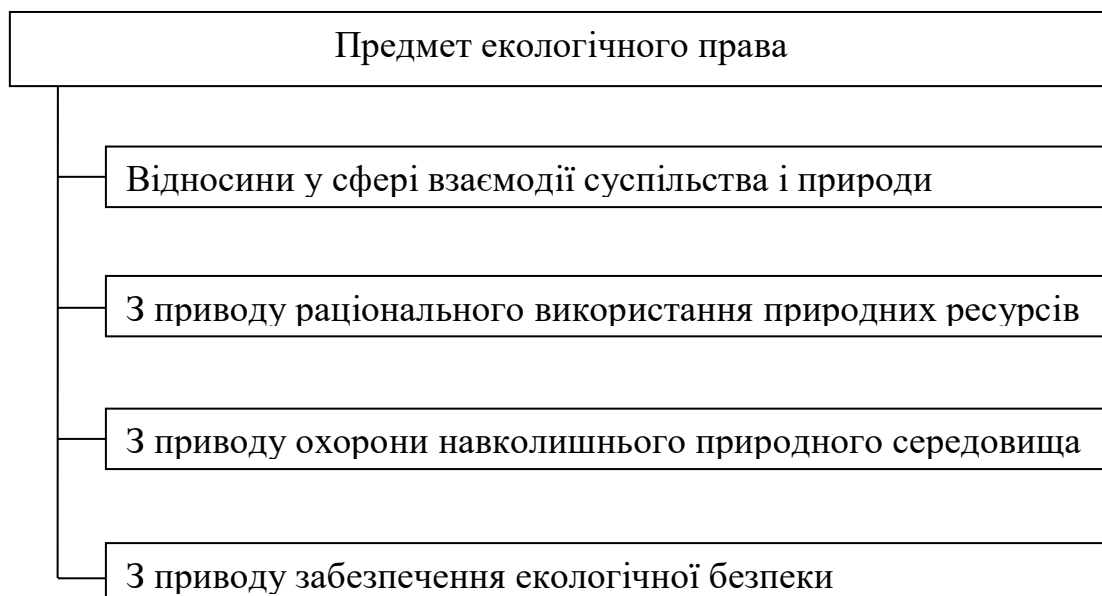 Предмет екологічного права
Відносини у сфері взаємодії суспільства і природи
З приводу раціонального використання природних ресурсів
З приводу охорони навколишнього природного середовища
З приводу забезпечення екологічної безпеки